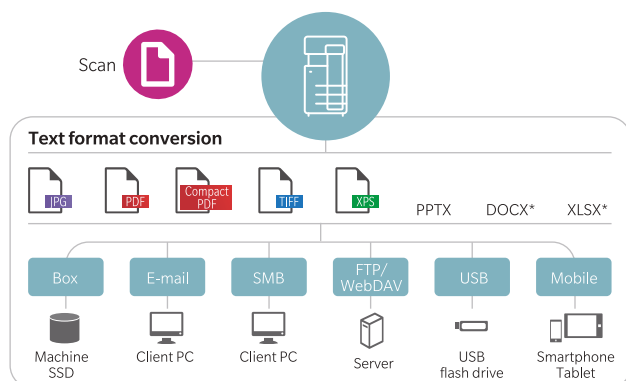 Scan
Text format conversion
JPG
PDF
Compact
PDF
TIFF
XPS
PPTX
DOCX*
XLSX*
Box
E-mail
SMB
FTP/
WebDAV
USB
Mobile
Machine
SSD
Client PC
Client PC
Server
USB
flash drive
Smartphone
Tablet